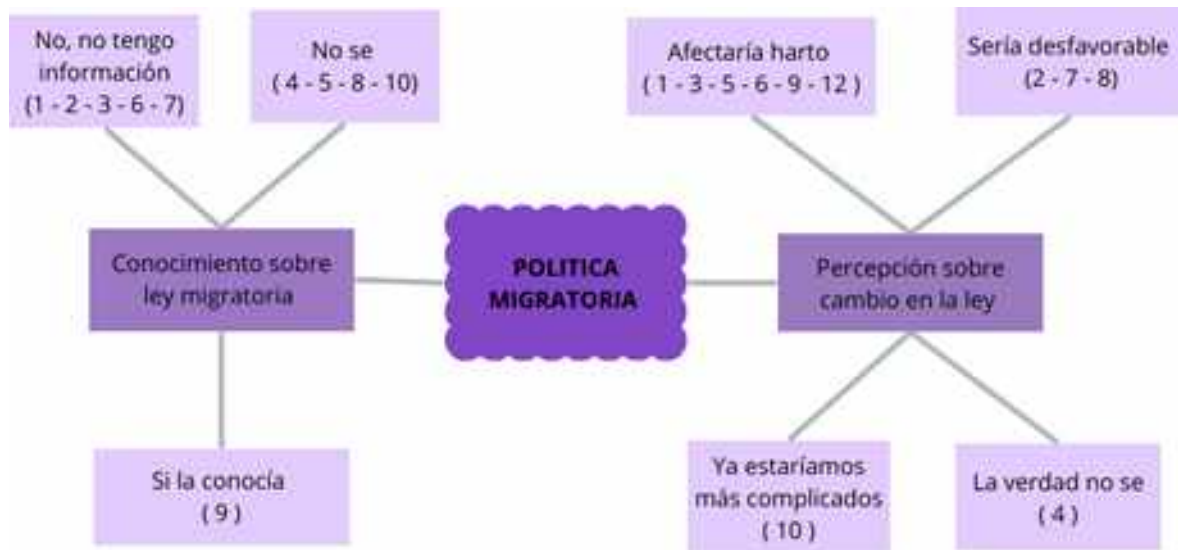 No, no tengo
información
(1 - 2 - 3 - 6 - 7)
No se
( 4 - 5 - 8 - 10)
Afectaría harto
( 1 - 3 - 5 - 6 - 9 - 12 )
Sería desfavorable
(2 - 7 - 8)
Conocimiento sobre
ley migratoria
POLITICA
MIGRATORIA
Percepción sobre
cambio en la ley
Si la conocía
( 9 )
Ya estaríamos
más complicados
( 10 )
La verdad no se
( 4 )